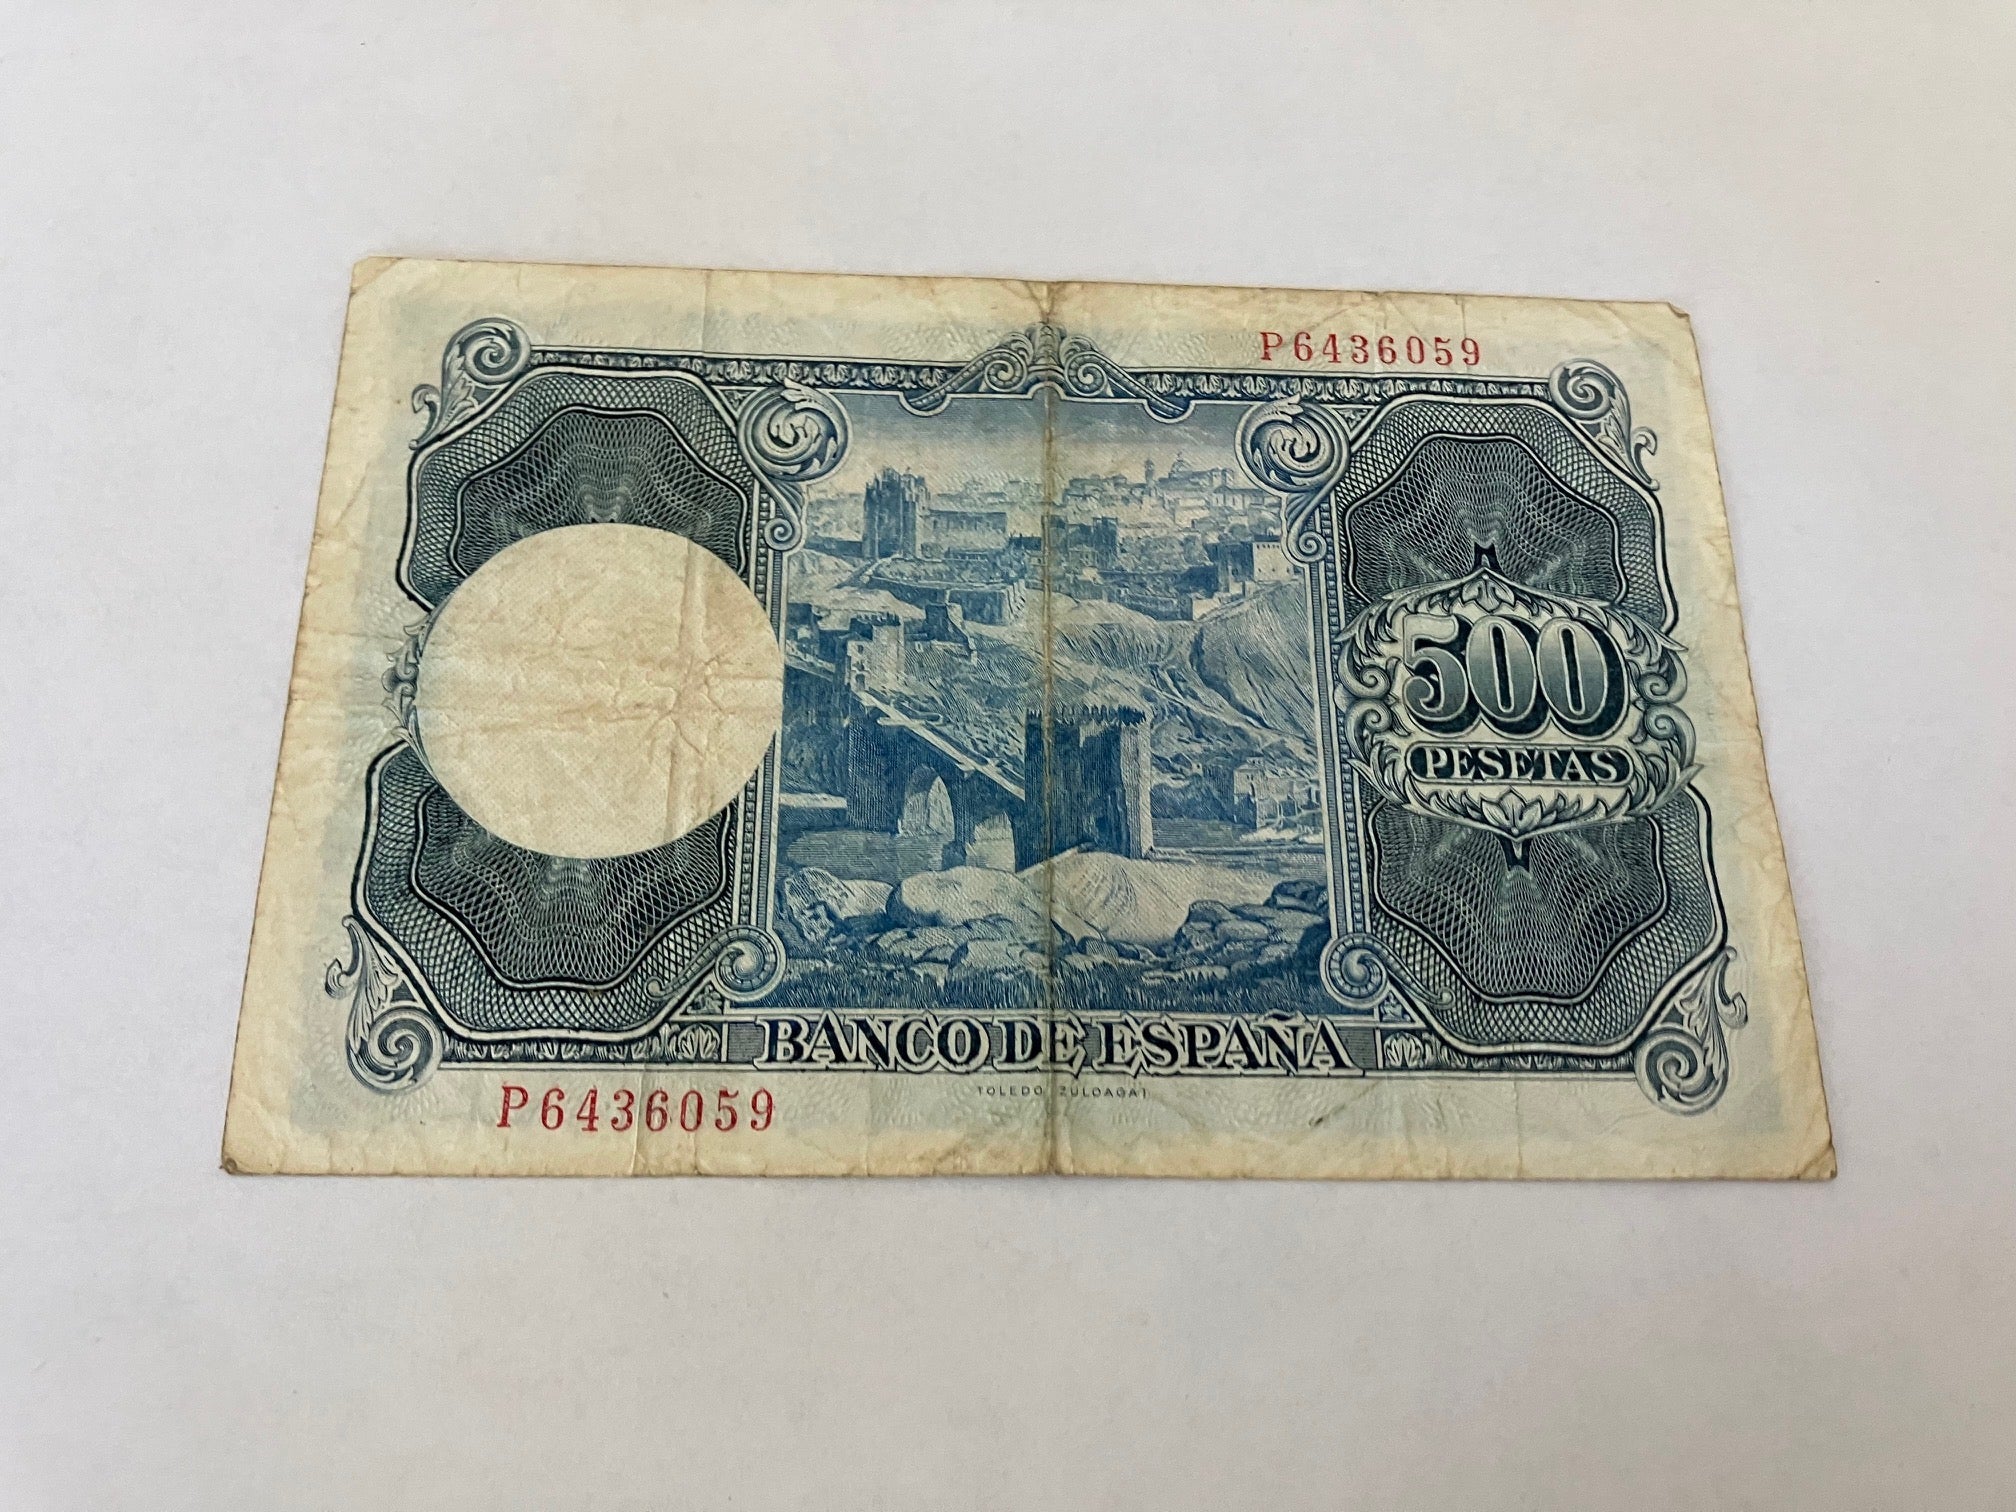 P6436059
500
PESETAS
BANCO DE ESPAÑA
TOLEDO (ZULOAGA)
P6436059